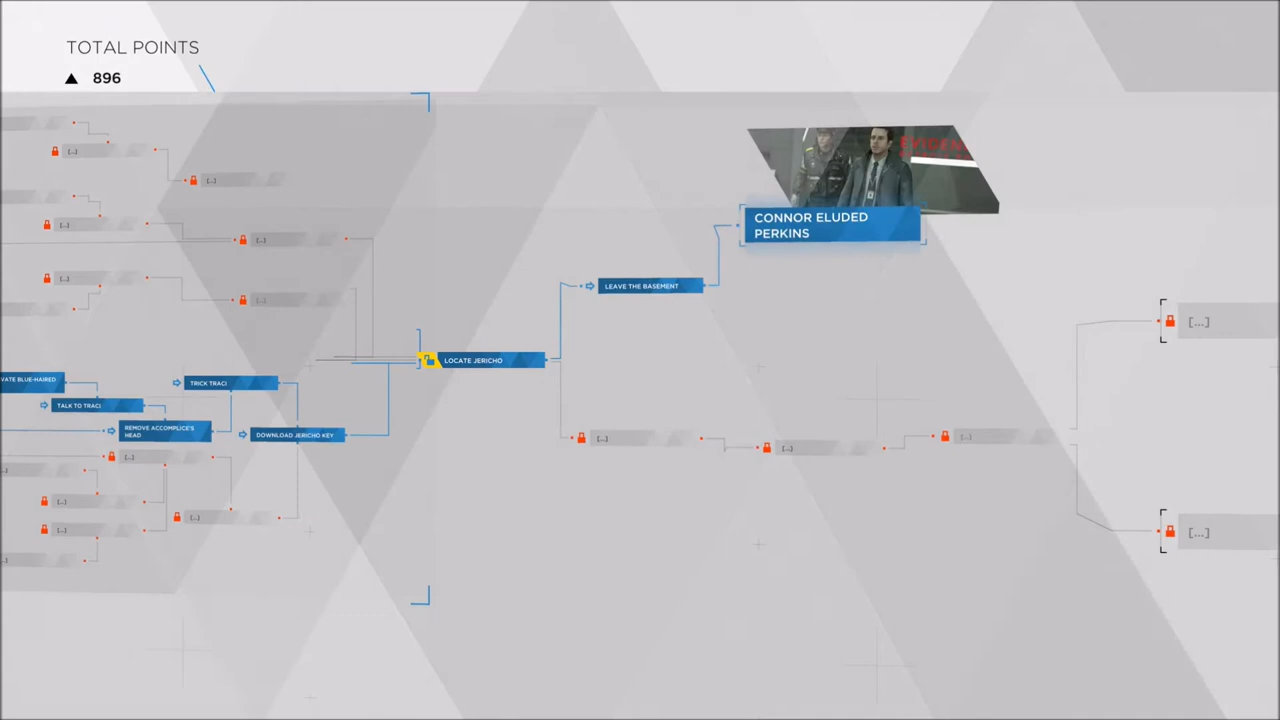 TOTAL POINTS
896
[...]
[...]
[...]
[...]
[...]
[...]
CONNOR ELUDED
PERKINS
LEAVE THE BASEMENT
[...]
LOCATE JERICHO
VATE BLUE-HAIRED
TRICK TRACI
TALK TO TRACI
REMOVE ACCOMPLICE'S
HEAD
DOWNLOAD JERICHO KEY
[...]
[...]
[...]
[...]
[...]
[...]
[...]
[...]
[...]